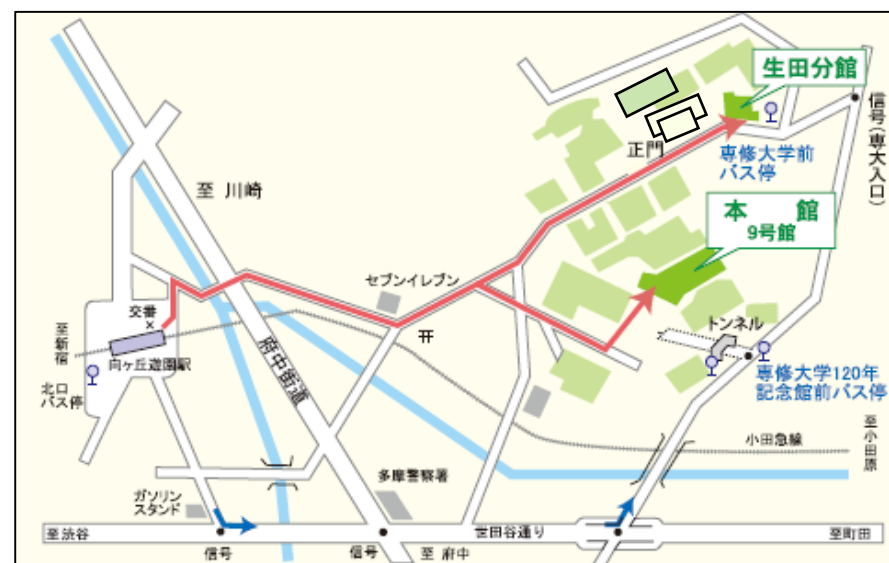 生田分館
信号(専大入口)
正門
専修大学前
バス停
至 川崎
本 館
9号館
セブンイレブン
交番
至新宿
向ヶ丘遊園駅
北口
バス停
府中街道
トンネル
専修大学120年
記念館前バス停
至小田原
小田急線
多摩警察署
ガソリン
スタンド
至渋谷
世田谷通り
至町田
信号
信号
至 府中